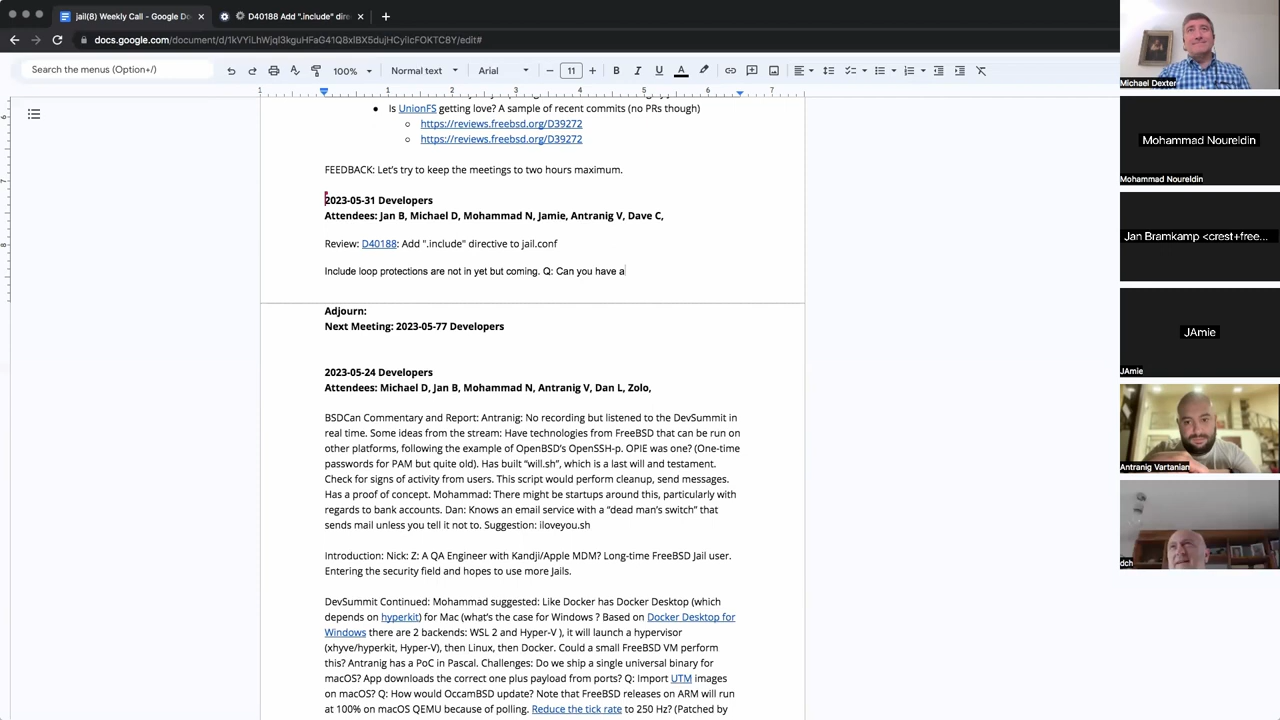 jail(8) Weekly Call - Google Do
D40188 Add ".include" dire
docs.google.com/document/d/1kVYiLhWjql3kguHFaG41Q8xIBX5dujHCyiIcFOKTC8Y/edit#
Search the menus (Option+/)
100%
Normal text
Arial
11
1 1 2 3 4 5 6 7
Is UnionFS getting love? A sample of recent commits (no PRs though)
https://reviews.freebsd.org/D39272
https://reviews.freebsd.org/D39272
FEEDBACK: Let's try to keep the meetings to two hours maximum.
2023-05-31 Developers
Attendees: Jan B, Michael D, Mohammad N, Jamie, Antranig V, Dave C,
Review: D40188: Add ".include" directive to jail.conf
Include loop protections are not in yet but coming. Q: Can you have a
Adjourn:
Next Meeting: 2023-05-77 Developers
2023-05-24 Developers
Attendees: Michael D, Jan B, Mohammad N, Antranig V, Dan L, Zolo,
BSDCan Commentary and Report: Antranig: No recording but listened to the DevSummit in
real time. Some ideas from the stream: Have technologies from FreeBSD that can be run on
other platforms, following the example of OpenBSD's OpenSSH-p. OPIE was one? (One-time
passwords for PAM but quite old). Has built "will.sh", which is a last will and testament.
Check for signs of activity from users. This script would perform cleanup, send messages.
Has a proof of concept. Mohammad: There might be startups around this, particularly with
regards to bank accounts. Dan: Knows an email service with a "dead man's switch" that
sends mail unless you tell it not to. Suggestion: iloveyou.sh
Introduction: Nick: Z: A QA Engineer with Kandji/Apple MDM? Long-time FreeBSD Jail user.
Entering the security field and hopes to use more Jails.
DevSummit Continued: Mohammad suggested: Like Docker has Docker Desktop (which
depends on hyperkit) for Mac (what's the case for Windows ? Based on Docker Desktop for
Windows there are 2 backends: WSL 2 and Hyper-V ), it will launch a hypervisor
(xhyve/hyperkit, Hyper-V), then Linux, then Docker. Could a small FreeBSD VM perform
this? Antranig has a PoC in Pascal. Challenges: Do we ship a single universal binary for
macOS? App downloads the correct one plus payload from ports? Q: Import UTM images
on macOS? Q: How would OccamBSD update? Note that FreeBSD releases on ARM will run
at 100% on macOS QEMU because of polling. Reduce the tick rate to 250 Hz? (Patched by
Michael Dexter
Mohammad Noureldin
Mohammad Noureldin
Jan Bramkamp <crest+free...
JAmie
JAmie
Antranig Vartanian
dch